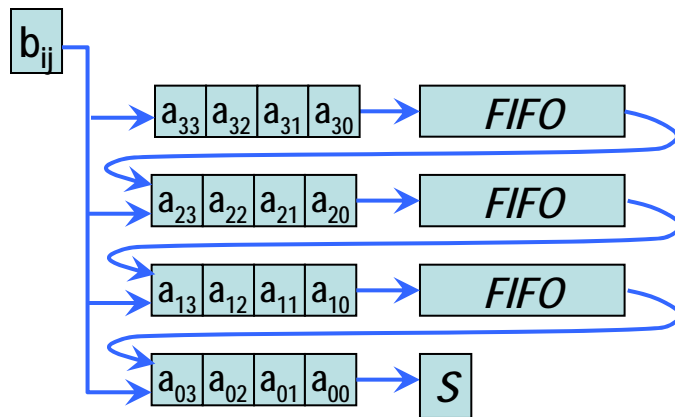 b_ij
a_33 a_32 a_31 a_30 FIFO
a_23 a_22 a_21 a_20 FIFO
a_13 a_12 a_11 a_10 FIFO
a_03 a_02 a_01 a_00 S